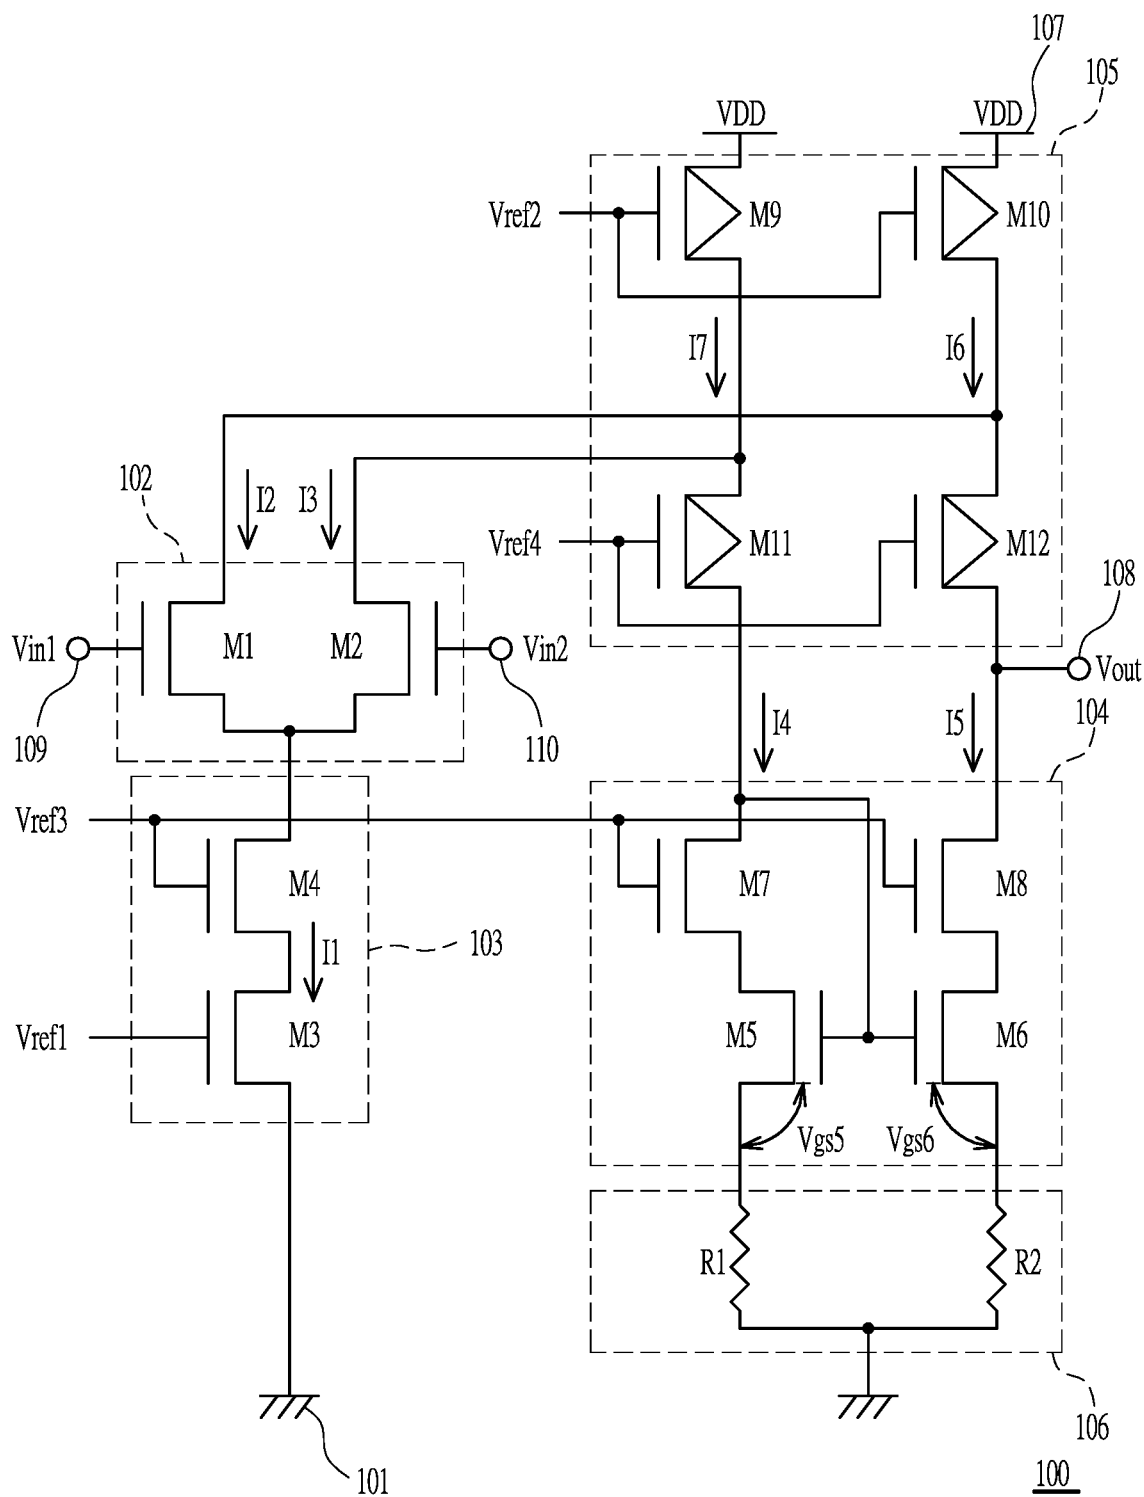 107
105
VDD
VDD
Vref2
M9
M10
I7
I6
102
I2
I3
Vref4
M11
M12
108
Vin1
M1
M2
Vin2
Vout
109
110
I4
I5
104
Vref3
M4
M7
M8
I1
103
Vref1
M3
M5
M6
Vgs5
Vgs6
R1
R2
106
101
100